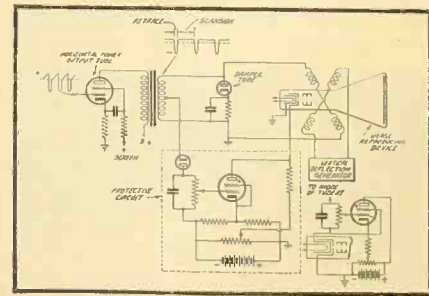 RETRACE
SCANSION
HORIZONTAL POWER
OUTPUT TUBE
DAMPER
TUBE
B+
SCREEN
IMAGE
REPRODUCING
DEVICE
VERTICAL
DEFLECTION
GENERATOR
PROTECTIVE
CIRCUIT
TO ANODE
OF TUBE